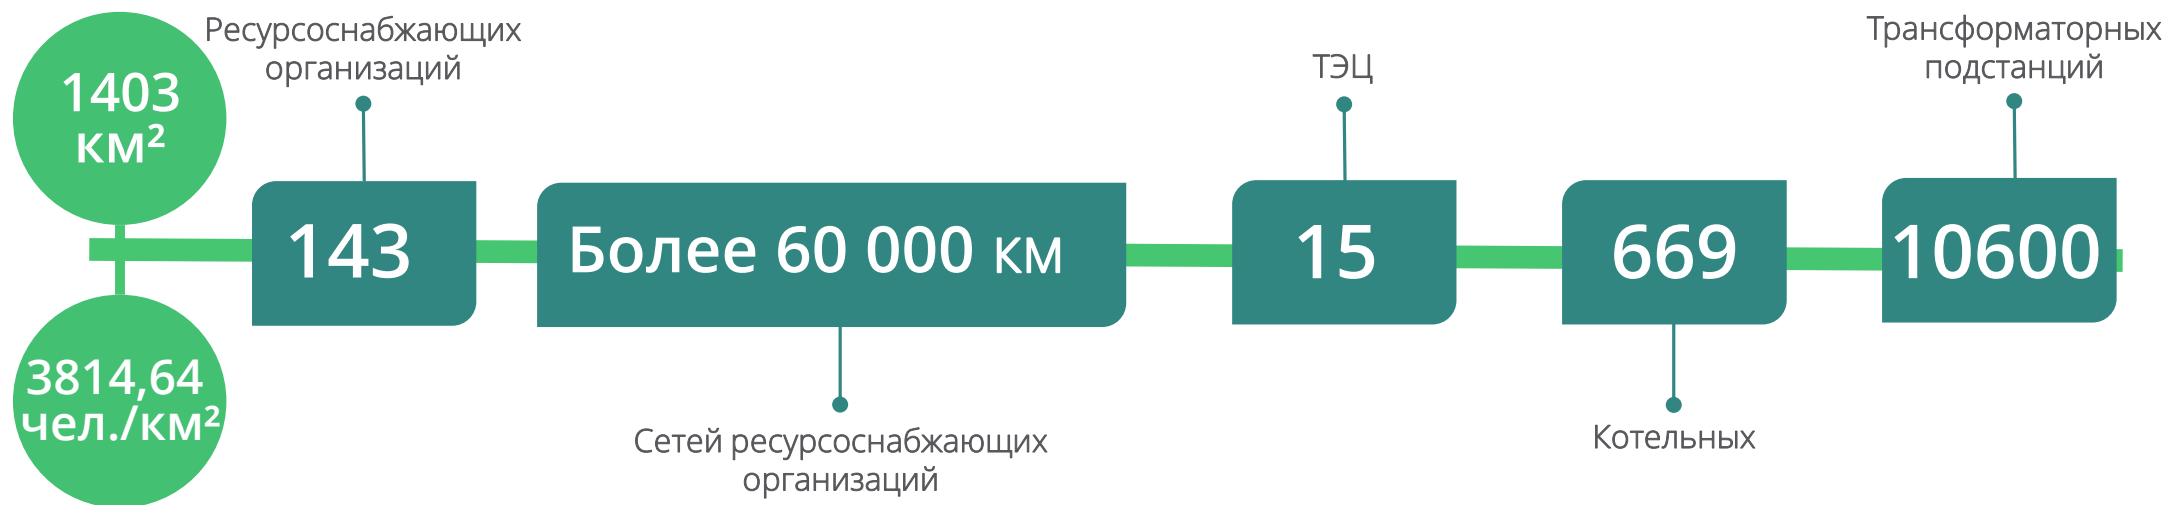 1403
км²
3814,64
чел./км²
Ресурсоснабжающих
организаций
143
Более 60 000 км
Сетей ресурсоснабжающих
организаций
ТЭЦ
15
669
Котельных
Трансформаторных
подстанций
10600